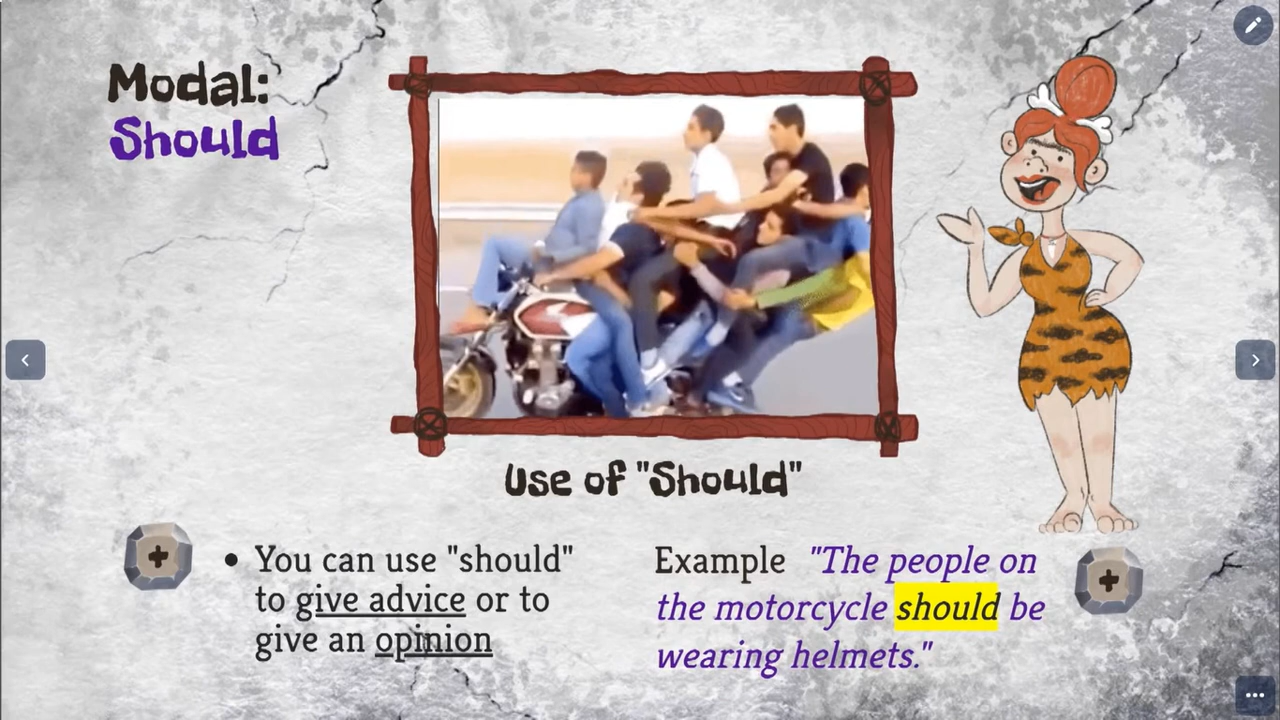 Modal:
Should
Use of "Should"
• You can use "should"
to give advice or to
give an opinion
Example "The people on
the motorcycle should be
wearing helmets."